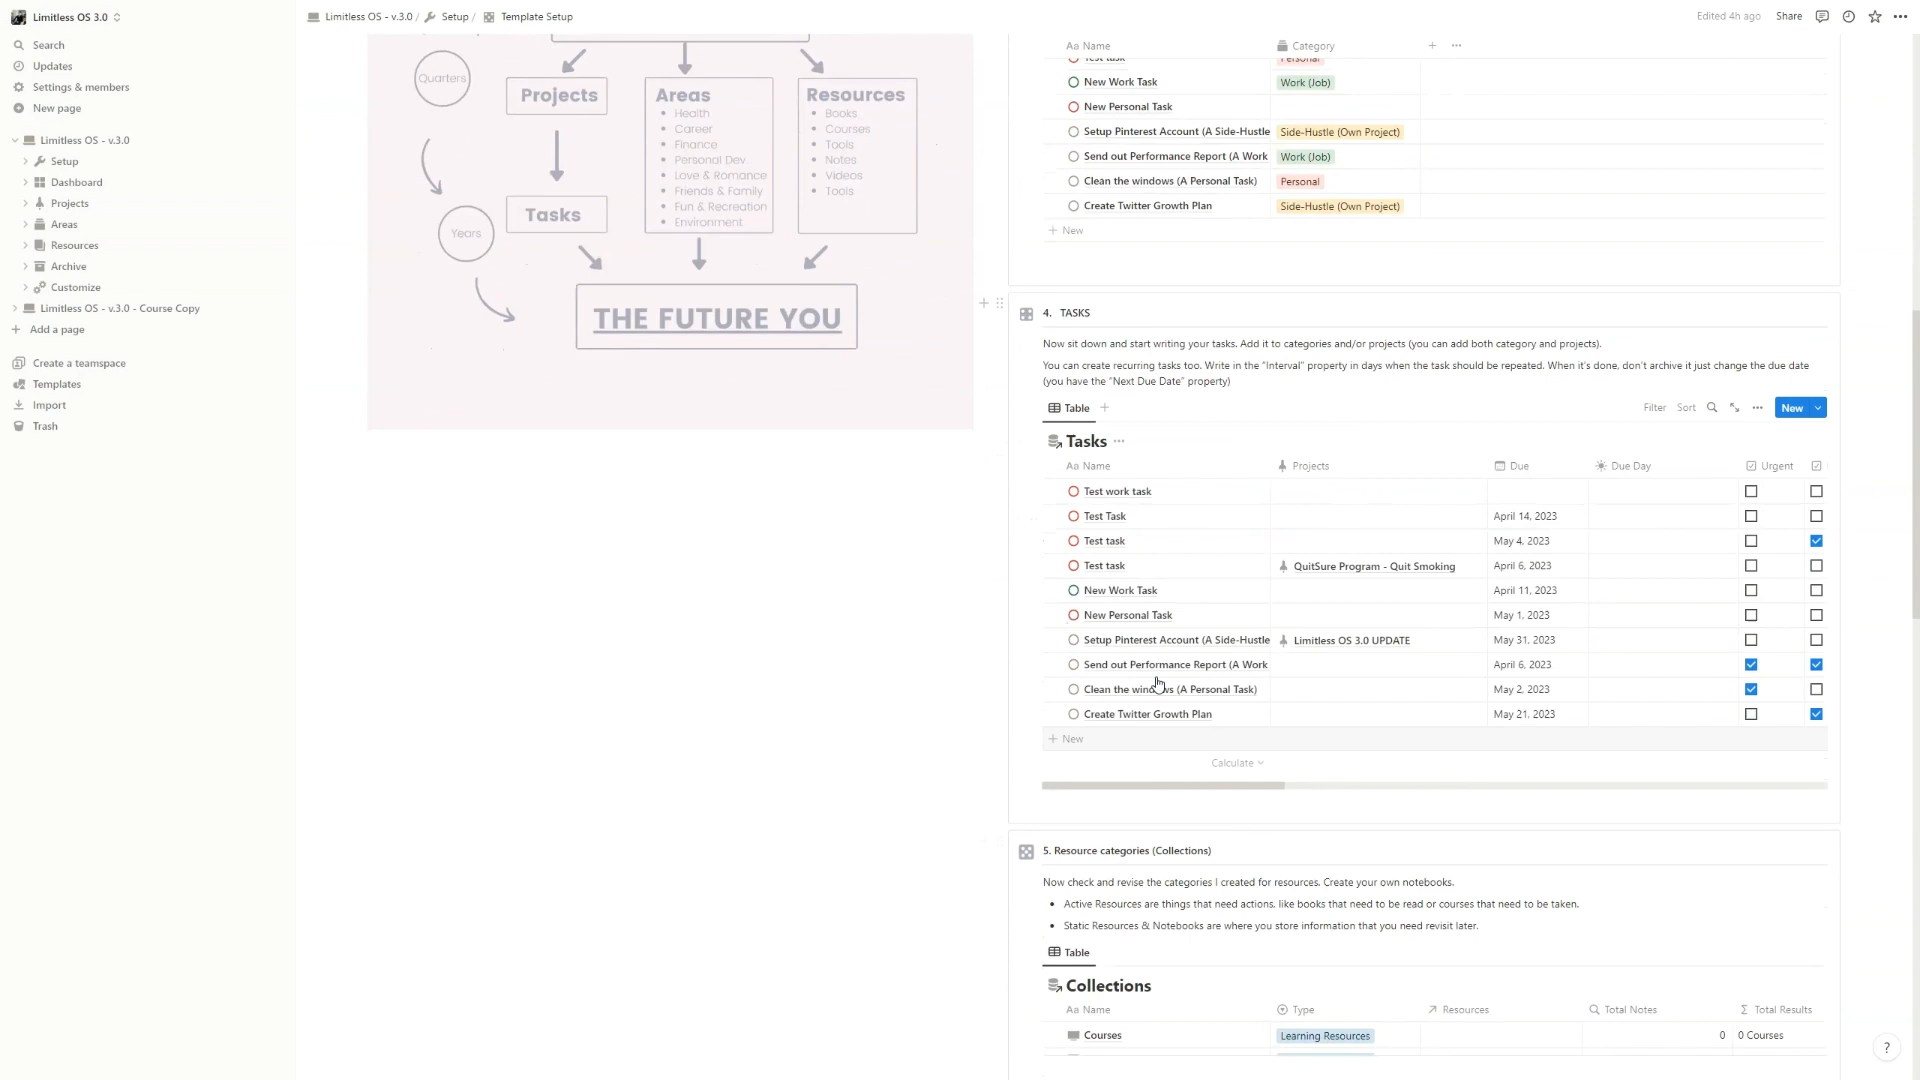 Limitless OS 3.0
Search
Updates
Settings & members
New page
Limitless OS - v.3.0
Setup
Dashboard
Projects
Areas
Resources
Archive
Customize
Limitless OS - v.3.0 - Course Copy
Add a page
Create a teamspace
Templates
Import
Trash
Limitless OS - v.3.0 / Setup / Template Setup
Edited 4h ago
Share
Quarters
Years
Projects
Tasks
Areas
• Health
• Career
• Finance
• Personal Dev.
• Love & Romance
• Friends & Family
• Fun & Recreation
• Environment
Resources
• Books
• Courses
• Tools
• Notes
• Videos
• Tools
THE FUTURE YOU
Aa Name Category
Test task Personal
New Work Task Work (Job)
New Personal Task
Setup Pinterest Account (A Side-Hustle Side-Hustle (Own Project)
Send out Performance Report (A Work Work (Job)
Clean the windows (A Personal Task) Personal
Create Twitter Growth Plan Side-Hustle (Own Project)
+ New
4. TASKS
Now sit down and start writing your tasks. Add it to categories and/or projects (you can add both category and projects).
You can create recurring tasks too. Write in the "Interval" property in days when the task should be repeated. When it's done, don't archive it just change the due date
(you have the "Next Due Date" property)
Table
Filter Sort New
Tasks
Aa Name Projects Due Due Day Urgent
Test work task
Test Task April 14, 2023
Test task May 4, 2023
Test task QuitSure Program - Quit Smoking April 6, 2023
New Work Task April 11, 2023
New Personal Task May 1, 2023
Setup Pinterest Account (A Side-Hustle Limitless OS 3.0 UPDATE May 31, 2023
Send out Performance Report (A Work April 6, 2023
Clean the windows (A Personal Task) May 2, 2023
Create Twitter Growth Plan May 21, 2023
+ New
Calculate
5. Resource categories (Collections)
Now check and revise the categories I created for resources. Create your own notebooks.
• Active Resources are things that need actions, like books that need to be read or courses that need to be taken.
• Static Resources & Notebooks are where you store information that you need revisit later.
Table
Collections
Aa Name Type Resources Total Notes Total Results
Courses Learning Resources 0 0 Courses
?